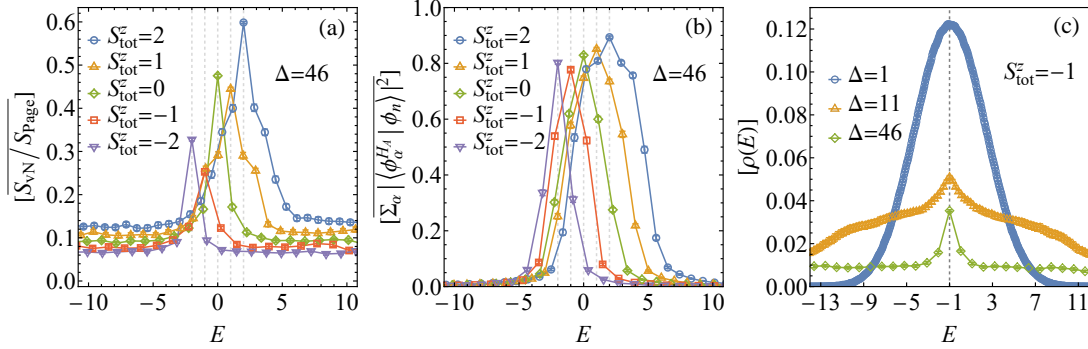 (a)
S^z_tot=2
S^z_tot=1
S^z_tot=0
S^z_tot=−1
S^z_tot=−2
Δ=46
[S_vN/S_Page]
0.6
0.5
0.4
0.3
0.2
0.1
0.0
−10 −5 0 5 10
E
(b)
S^z_tot=2
S^z_tot=1
S^z_tot=0
S^z_tot=−1
S^z_tot=−2
Δ=46
[Σ_α|⟨ϕ_α^{H_A}|ϕ_n⟩|^2]
1.0
0.8
0.6
0.4
0.2
0.0
−10 −5 0 5 10
E
(c)
Δ=1
Δ=11
Δ=46
S^z_tot=−1
[ρ(E)]
0.12
0.10
0.08
0.06
0.04
0.02
0.00
−13 −9 −5 −1 3 7 11
E